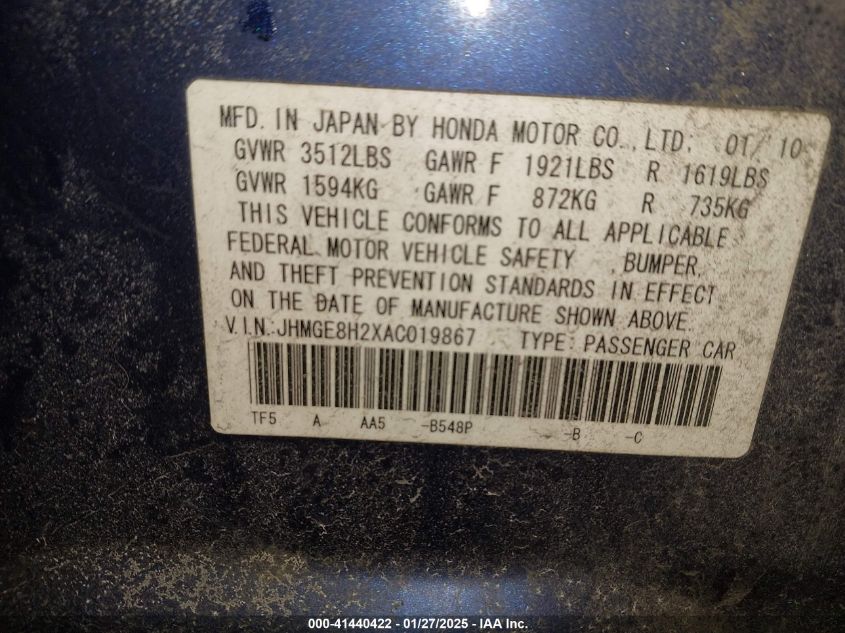 MFD. IN JAPAN BY HONDA MOTOR CO., LTD. 01/10
GVWR 3512LBS GAWR F 1921LBS R 1619LBS
GVWR 1594KG GAWR F 872KG R 735KG
THIS VEHICLE CONFORMS TO ALL APPLICABLE
FEDERAL MOTOR VEHICLE SAFETY , BUMPER,
AND THEFT PREVENTION STANDARDS IN EFFECT
ON THE DATE OF MANUFACTURE SHOWN ABOVE.
V.I.N.:JHMGE8H2XAC019867 TYPE:PASSENGER CAR
TF5 A AA5 -B548P -B -C
000-41440422 - 01/27/2025 - IAA Inc.